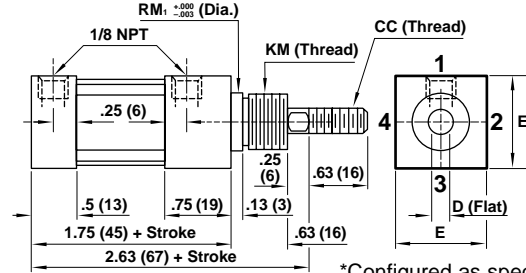 RM1 +.000 -.003 (Dia.)
CC (Thread)
1/8 NPT
KM (Thread)
1
.25 (6)
E
4
2
.25
(6)
.63 (16)
3
D (Flat)
.5 (13)
.75 (19)
.13 (3)
1.75 (45) + Stroke
.63 (16)
E
2.63 (67) + Stroke
*Configured as spec